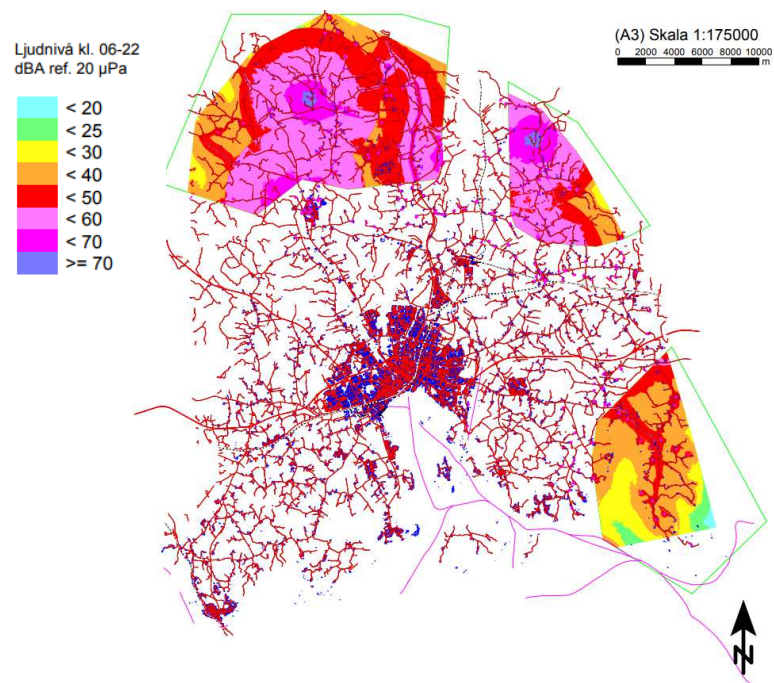 Ljudnivå kl. 06-22
dBA ref. 20 µPa
< 20
< 25
< 30
< 40
< 50
< 60
< 70
>= 70
(A3) Skala 1:175000
0 2000 4000 6000 8000 10000
m
N